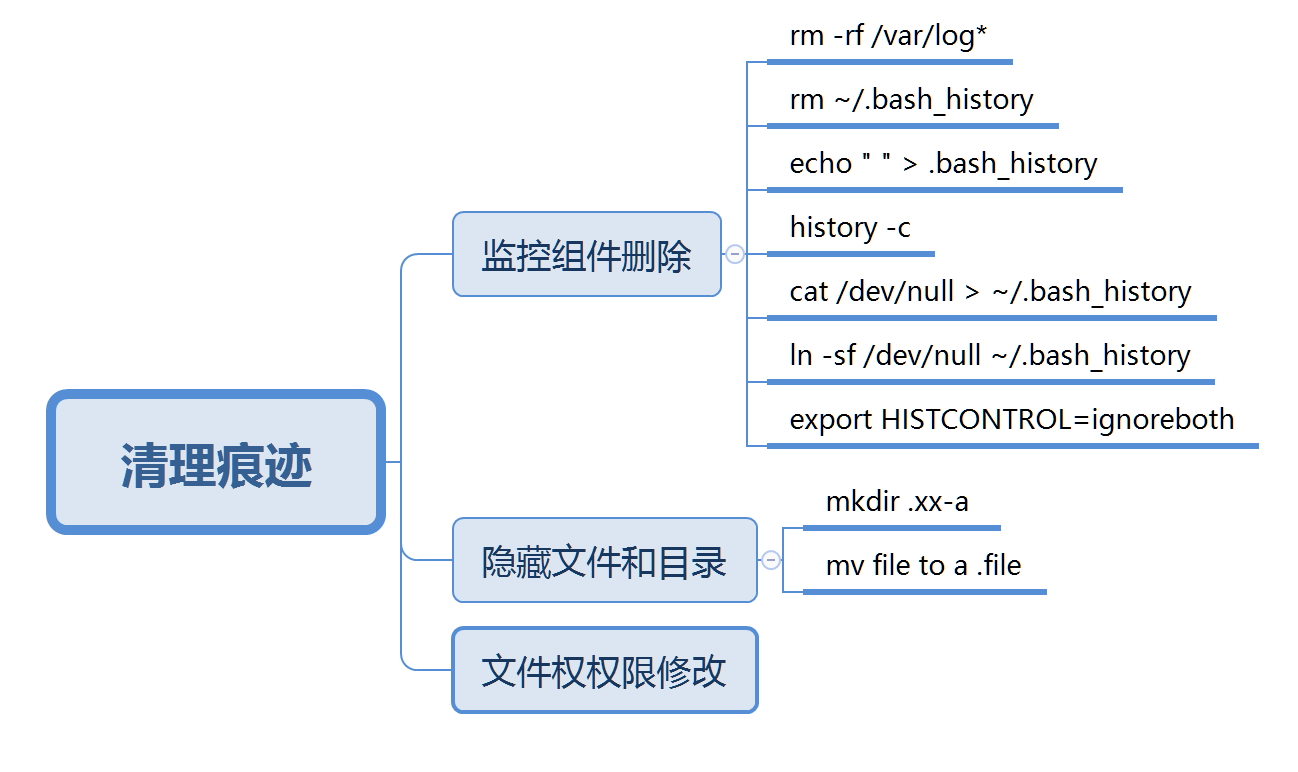 清理痕迹
监控组件删除
rm -rf /var/log*
rm ~/.bash_history
echo " " > .bash_history
history -c
cat /dev/null > ~/.bash_history
ln -sf /dev/null ~/.bash_history
export HISTCONTROL=ignoreboth
隐藏文件和目录
mkdir .xx-a
mv file to a .file
文件权权限修改